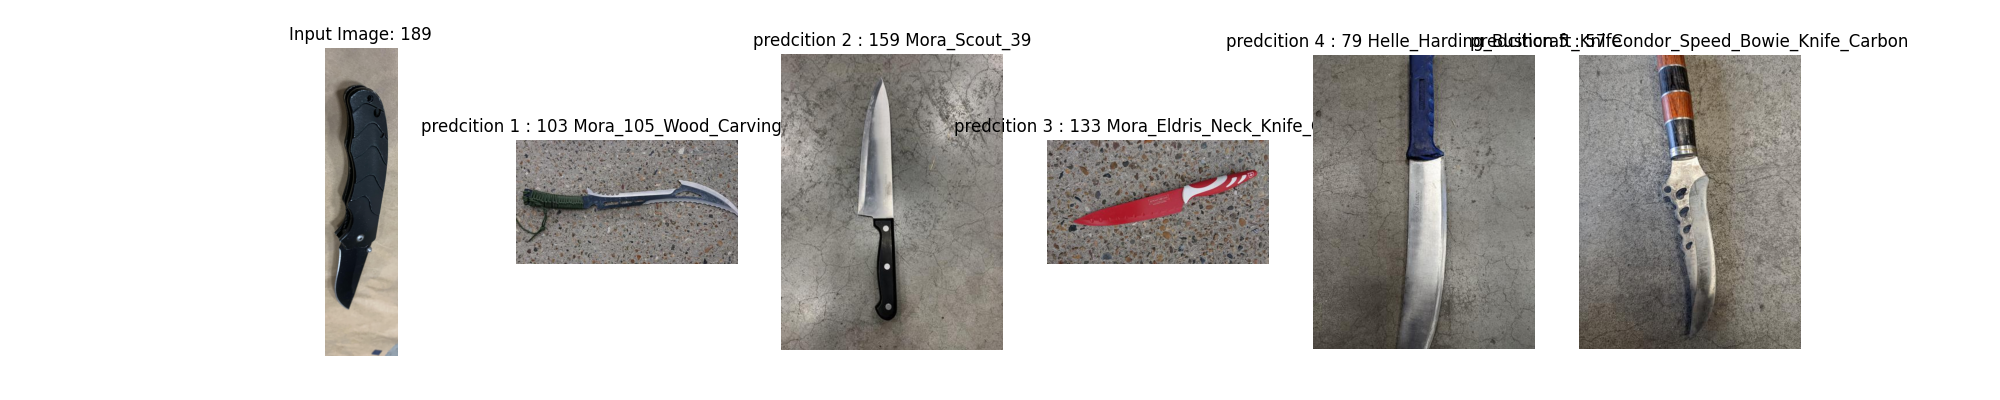 Input Image: 189
predcition 1 : 103 Mora_105_Wood_Carving
predcition 2 : 159 Mora_Scout_39
predcition 3 : 133 Mora_Eldris_Neck_Knife_
predcition 4 : 79 Helle_Harding_Bushcraft_Knife
predcition 5 : 57 Condor_Speed_Bowie_Knife_Carbon